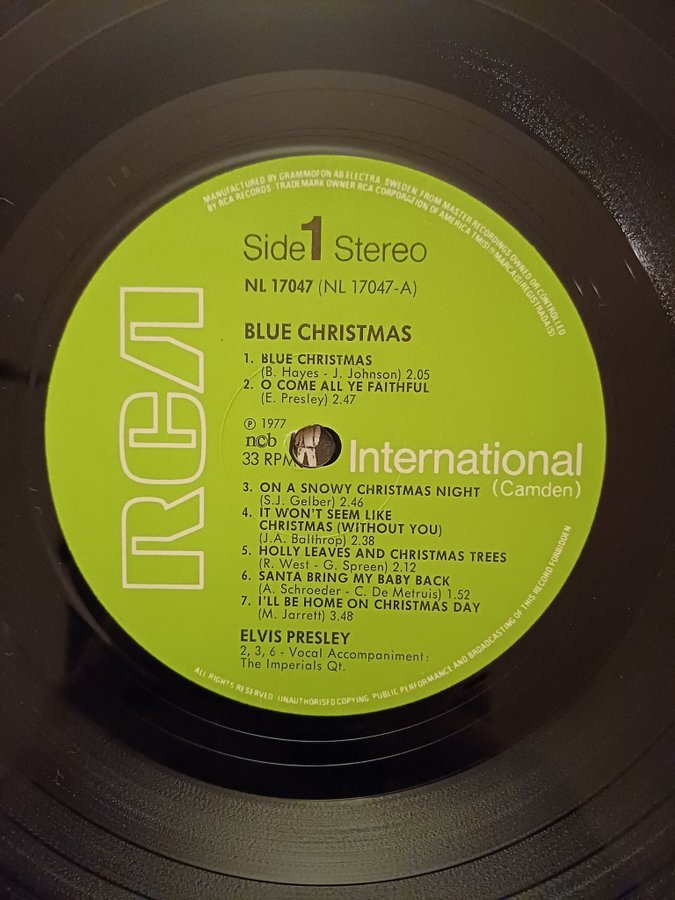 MANUFACTURED BY GRAMMOFON AB ELECTRA, SWEDEN FROM MASTER RECORDINGS OWNED OR CONTROLLED
BY RCA RECORDS. TRADEMARK OWNER RCA CORPORATION OF AMERICA TM(S)®MARCA(S)REGISTRADA(S)
Side 1 Stereo
NL 17047 (NL 17047-A)
RCA
BLUE CHRISTMAS
1. BLUE CHRISTMAS
(B. Hayes - J. Johnson) 2.05
2. O COME ALL YE FAITHFUL
(E. Presley) 2.47
Ⓟ 1977
ncb
33 RPM
International
(Camden)
3. ON A SNOWY CHRISTMAS NIGHT
(S.J. Gelber) 2.46
4. IT WON'T SEEM LIKE
CHRISTMAS (WITHOUT YOU)
(J.A. Balthrop) 2.38
5. HOLLY LEAVES AND CHRISTMAS TREES
(R. West - G. Spreen) 2.12
6. SANTA BRING MY BABY BACK
(A. Schroeder - C. De Metruis) 1.52
7. I'LL BE HOME ON CHRISTMAS DAY
(M. Jarrett) 3.48
ELVIS PRESLEY
2, 3, 6 - Vocal Accompaniment:
The Imperials Qt.
ALL RIGHTS RESERVED UNAUTHORISED COPYING PUBLIC PERFORMANCE AND BROADCASTING OF THIS RECORD FORBIDDEN